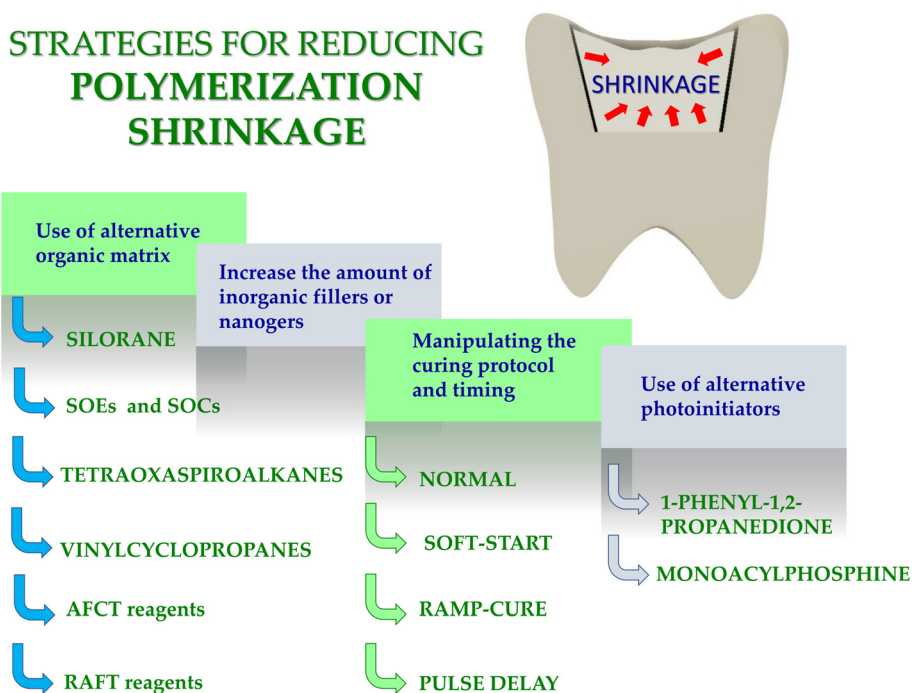 STRATEGIES FOR REDUCING
POLYMERIZATION
SHRINKAGE
SHRINKAGE
Use of alternative
organic matrix
SILORANE
SOEs and SOCs
TETRAOXASPIROALKANES
VINYLCYCLOPROPANES
AFCT reagents
RAFT reagents
Increase the amount of
inorganic fillers or
nanogers
Manipulating the
curing protocol
and timing
NORMAL
SOFT-START
RAMP-CURE
PULSE DELAY
Use of alternative
photoinitiators
1-PHENYL-1,2-
PROPANEDIONE
MONOACYLPHOSPHINE